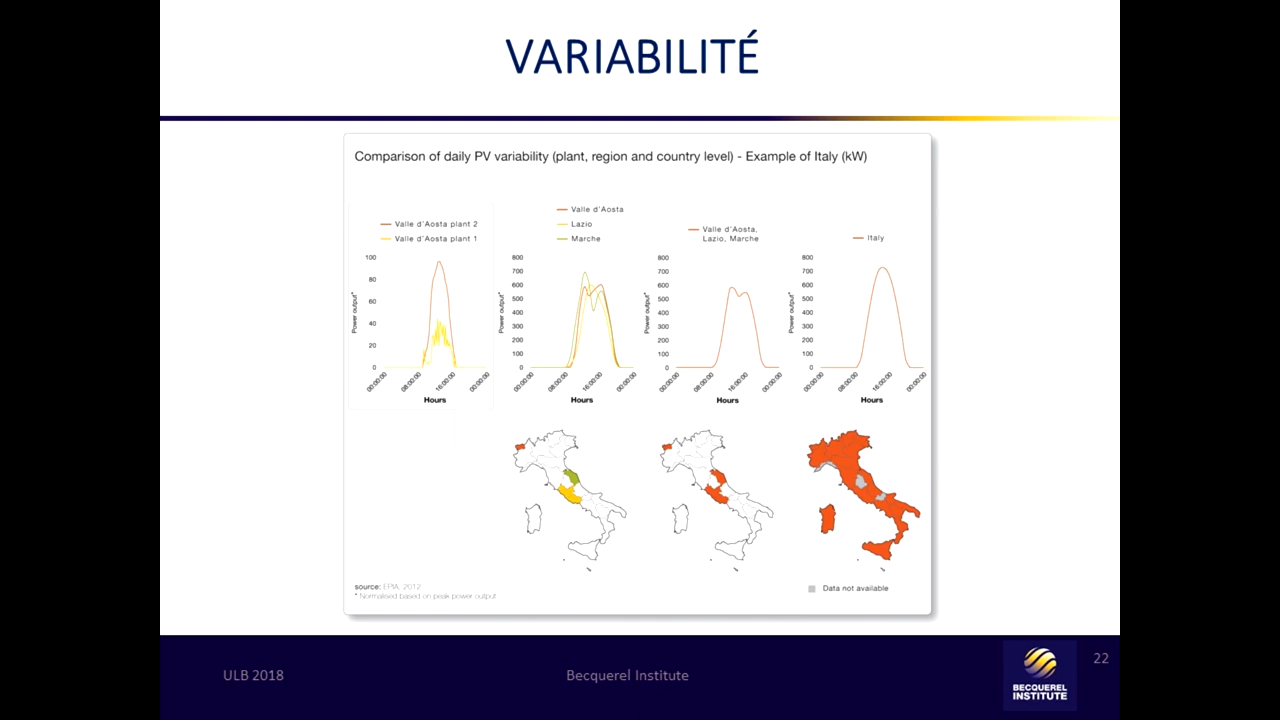 VARIABILITÉ
Comparison of daily PV variability (plant, region and country level) - Example of Italy (kW)
Valle d'Aosta plant 2
Valle d'Aosta plant 1
100
80
60
40
20
0
Power output*
00:00:00
08:00:00
16:00:00
00:00:00
Hours
Valle d'Aosta
Lazio
Marche
800
700
600
500
400
300
200
100
0
Power output*
00:00:00
08:00:00
16:00:00
00:00:00
Hours
Valle d'Aosta,
Lazio, Marche
800
700
600
500
400
300
200
100
0
Power output*
00:00:00
08:00:00
16:00:00
00:00:00
Hours
Italy
800
700
600
500
400
300
200
100
0
Power output*
00:00:00
08:00:00
16:00:00
00:00:00
Hours
source: EPIA, 2012
* Normalised based on peak power output
Data not available
ULB 2018
Becquerel Institute
BECQUEREL
INSTITUTE
22